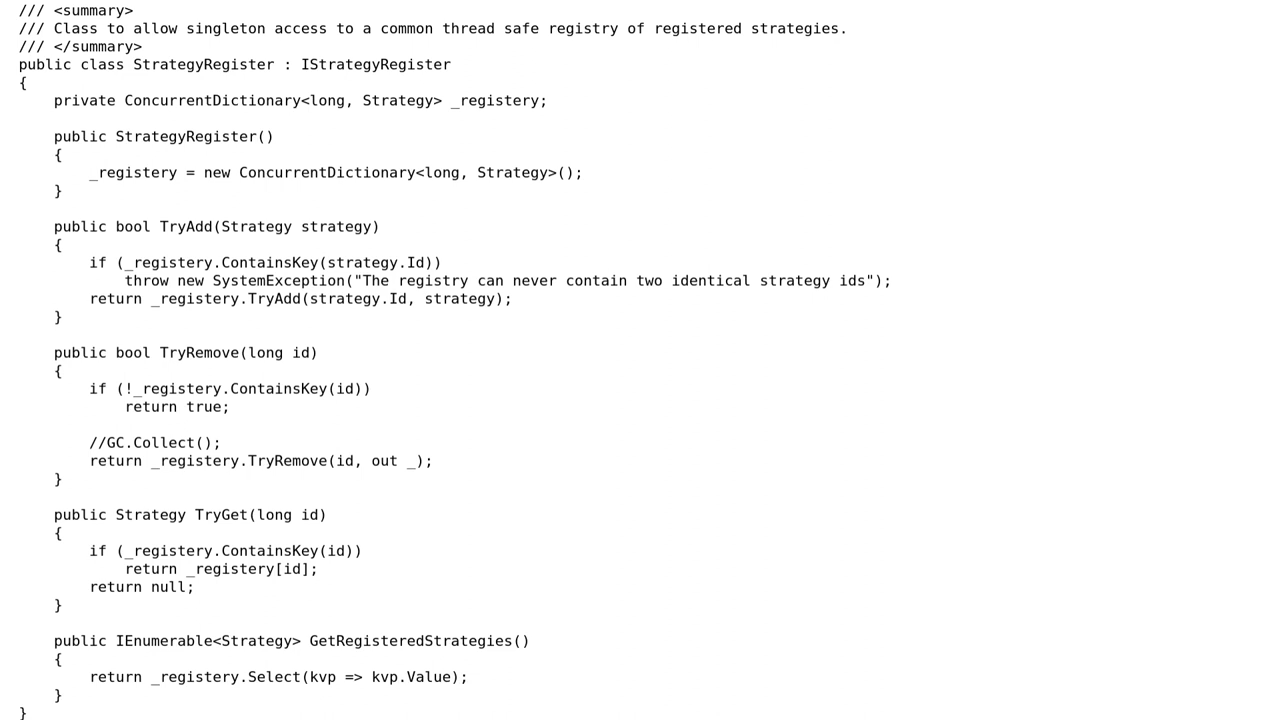 /// <summary>
/// Class to allow singleton access to a common thread safe registry of registered strategies.
/// </summary>
public class StrategyRegister : IStrategyRegister
{
    private ConcurrentDictionary<long, Strategy> _registery;

    public StrategyRegister()
    {
        _registery = new ConcurrentDictionary<long, Strategy>();
    }

    public bool TryAdd(Strategy strategy)
    {
        if (_registery.ContainsKey(strategy.Id))
            throw new SystemException("The registry can never contain two identical strategy ids");
        return _registery.TryAdd(strategy.Id, strategy);
    }

    public bool TryRemove(long id)
    {
        if (!_registery.ContainsKey(id))
            return true;

        //GC.Collect();
        return _registery.TryRemove(id, out _);
    }

    public Strategy TryGet(long id)
    {
        if (_registery.ContainsKey(id))
            return _registery[id];
        return null;
    }

    public IEnumerable<Strategy> GetRegisteredStrategies()
    {
        return _registery.Select(kvp => kvp.Value);
    }
}